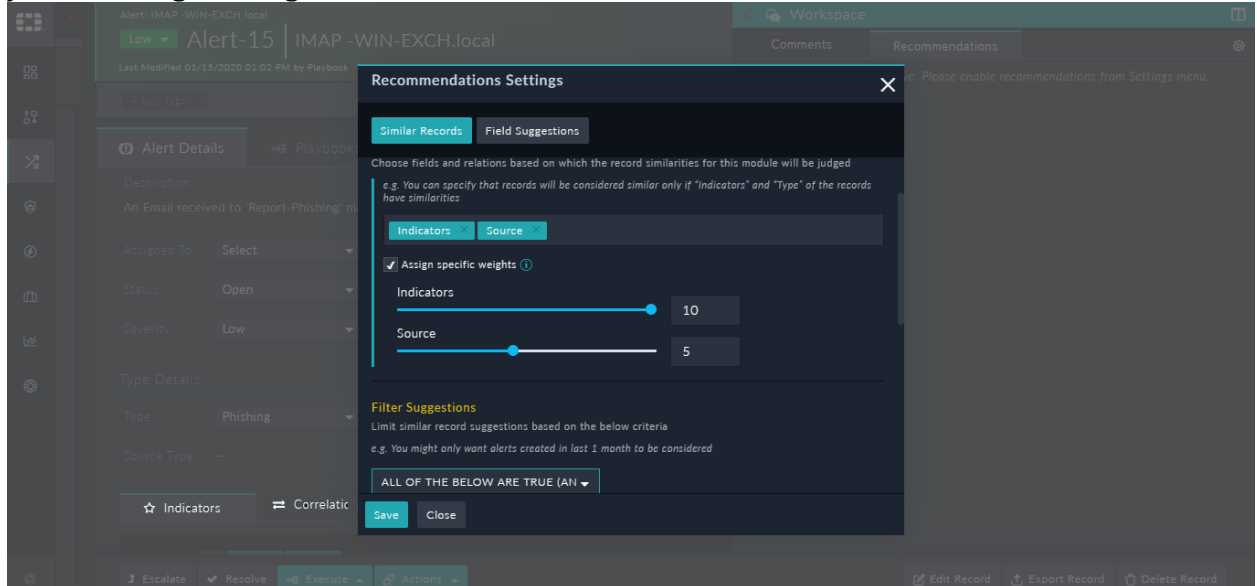 Alert: IMAP -WIN-EXCH.local
Low Alert-15 | IMAP -WIN-EXCH.local
Last Modified 01/15/2020 01:02 PM by Playbook
+ Add Tags
Alert Details Playbooks
Description
An Email received to 'Report-Phishing' m
Assigned To Select
Status Open
Severity Low
Type Details
Type Phishing
Source Type --
Indicators Correlatic
Escalate Resolve Execute Actions
Workspace
Comments Recommendations
ve. Please enable recommendations from Settings menu.
Recommendations Settings
Similar Records Field Suggestions
Choose fields and relations based on which the record similarities for this module will be judged
e.g. You can specify that records will be considered similar only if "Indicators" and "Type" of the records
have similarities
Indicators × Source ×
Assign specific weights
Indicators
10
Source
5
Filter Suggestions
Limit similar record suggestions based on the below criteria
e.g. You might only want alerts created in last 1 month to be considered
ALL OF THE BELOW ARE TRUE (AN
Save Close
Edit Record Export Record Delete Record